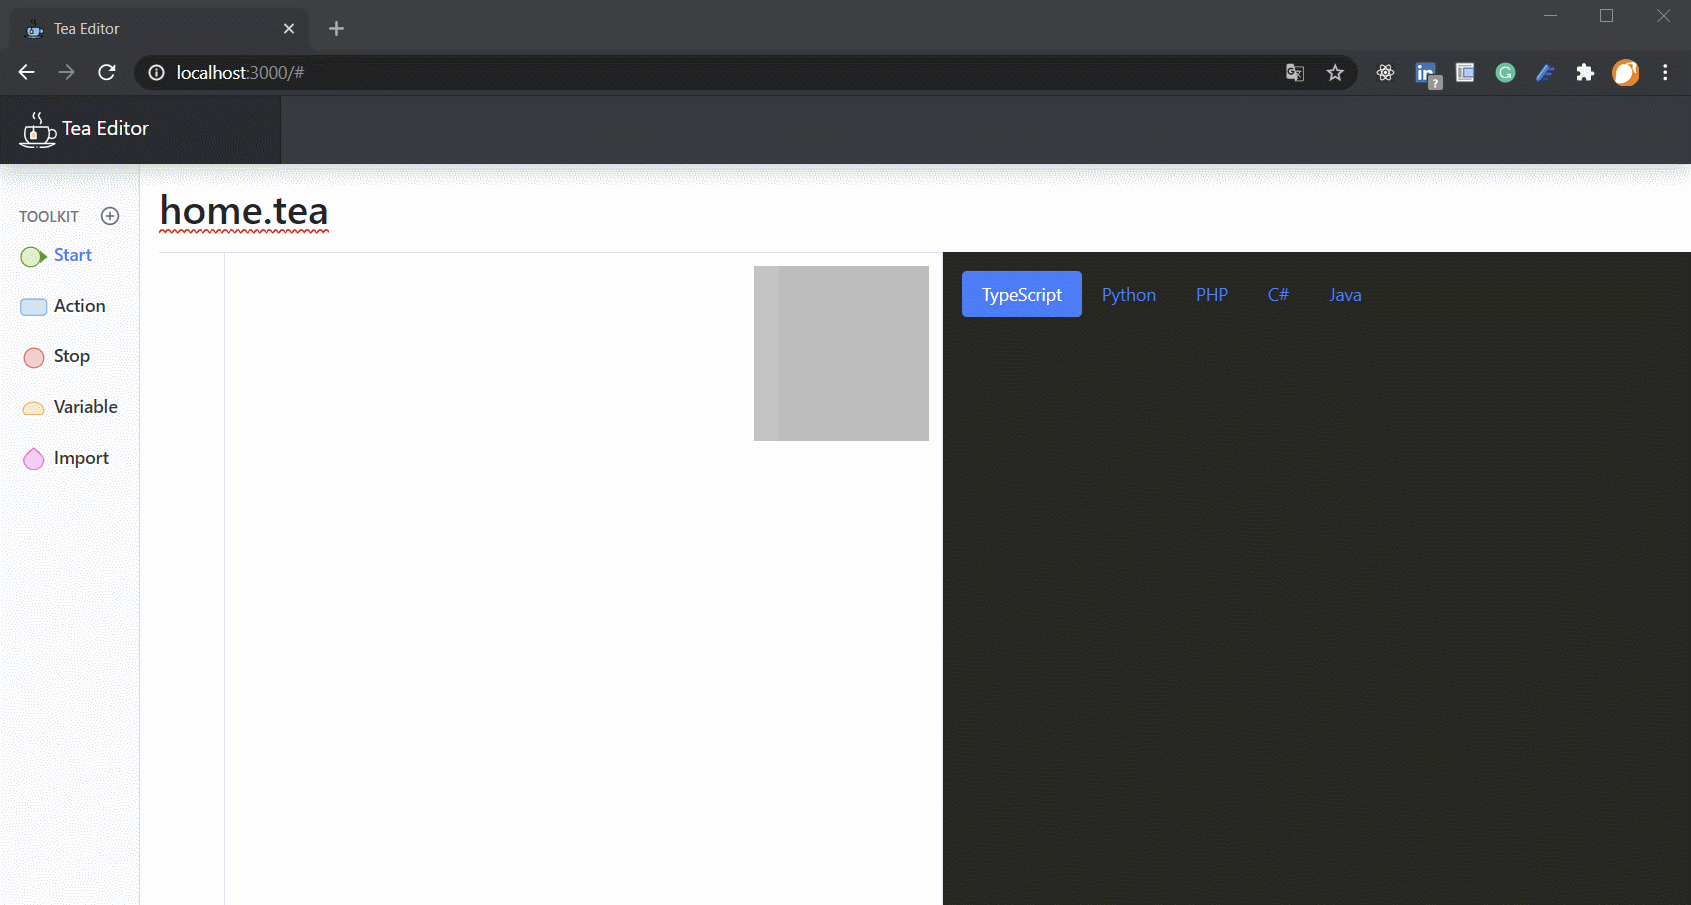 Tea Editor
localhost:3000/#
Tea Editor
home.tea
TOOLKIT
Start
Action
Stop
Variable
Import
TypeScript Python PHP C# Java